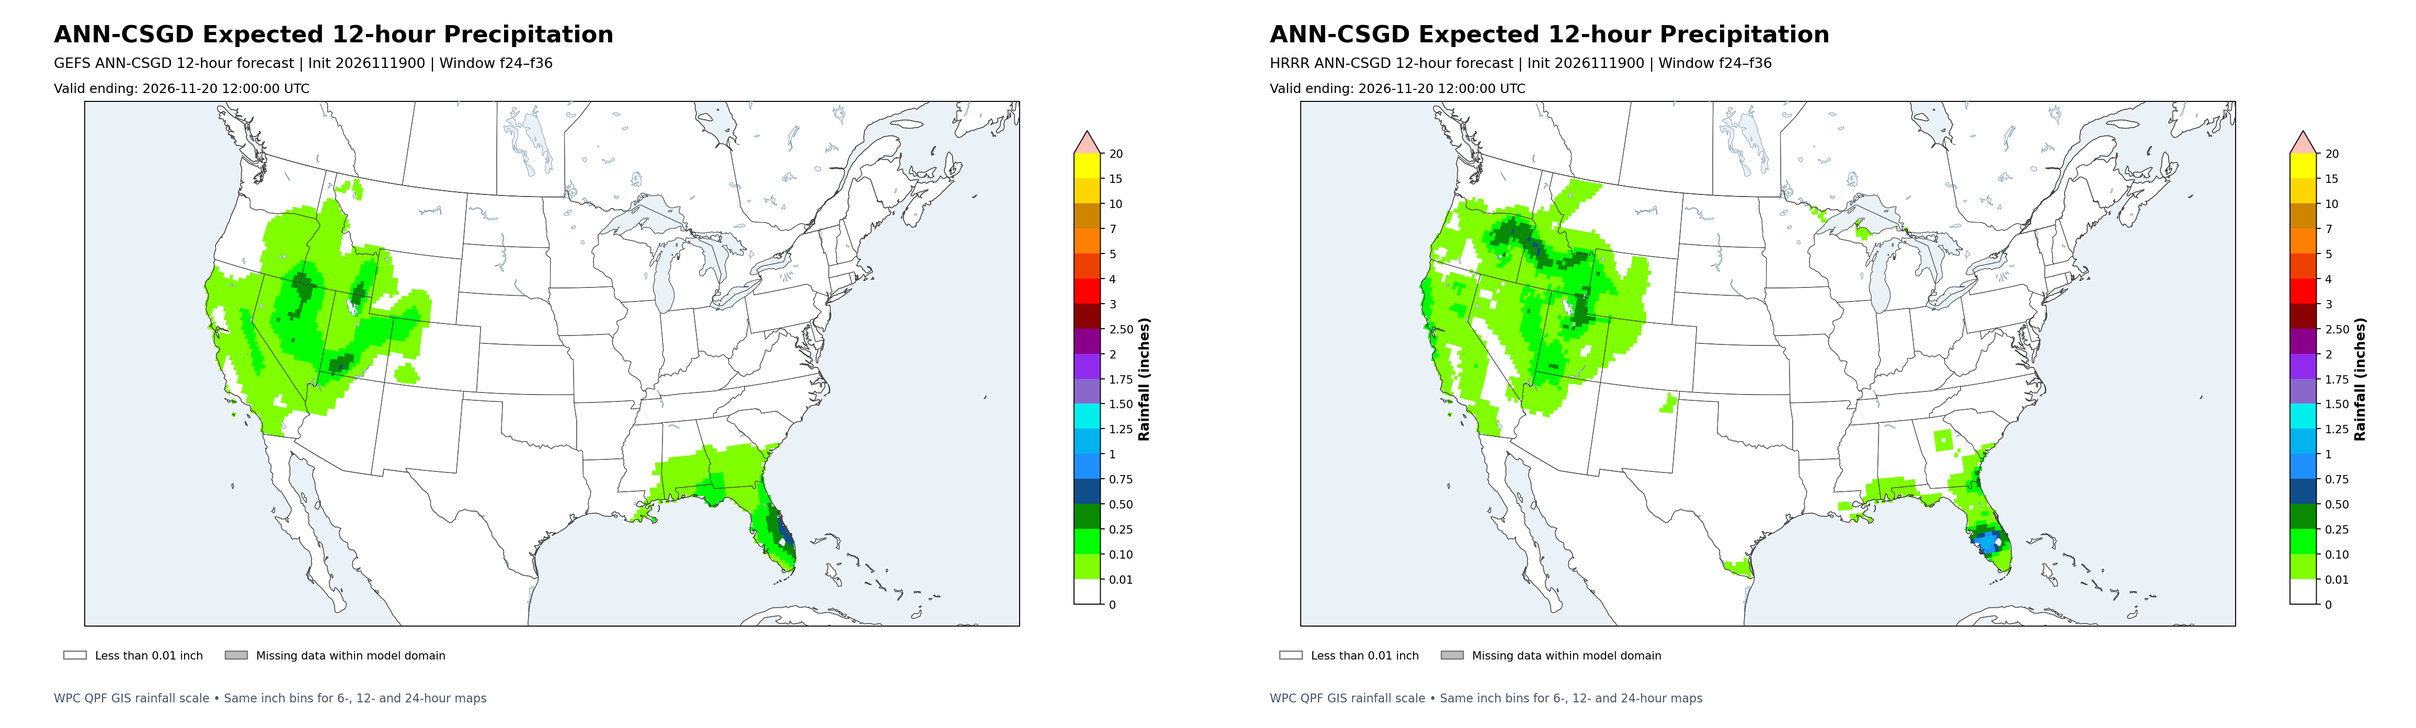 ANN-CSGD Expected 12-hour Precipitation
GEFS ANN-CSGD 12-hour forecast | Init 2026111900 | Window f24–f36
Valid ending: 2026-11-20 12:00:00 UTC
20
15
10
7
5
4
3
2.50
2
1.75
1.50
1.25
1
0.75
0.50
0.25
0.10
0.01
0
Rainfall (inches)
Less than 0.01 inch
Missing data within model domain
WPC QPF GIS rainfall scale • Same inch bins for 6-, 12- and 24-hour maps
ANN-CSGD Expected 12-hour Precipitation
HRRR ANN-CSGD 12-hour forecast | Init 2026111900 | Window f24–f36
Valid ending: 2026-11-20 12:00:00 UTC
20
15
10
7
5
4
3
2.50
2
1.75
1.50
1.25
1
0.75
0.50
0.25
0.10
0.01
0
Rainfall (inches)
Less than 0.01 inch
Missing data within model domain
WPC QPF GIS rainfall scale • Same inch bins for 6-, 12- and 24-hour maps